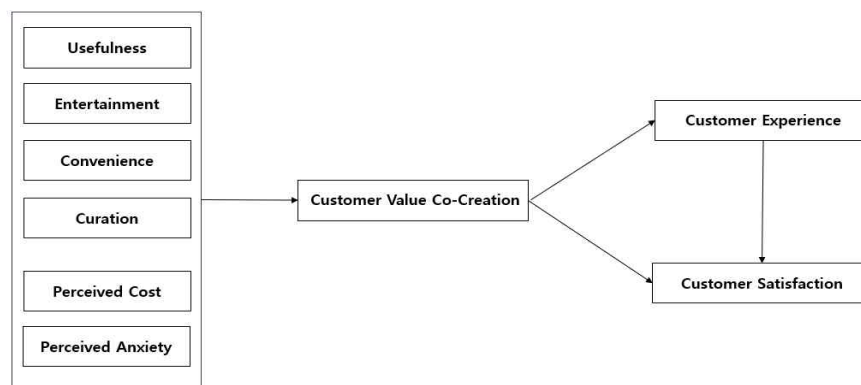 Usefulness
Entertainment
Convenience
Curation
Perceived Cost
Perceived Anxiety
Customer Value Co-Creation
Customer Experience
Customer Satisfaction